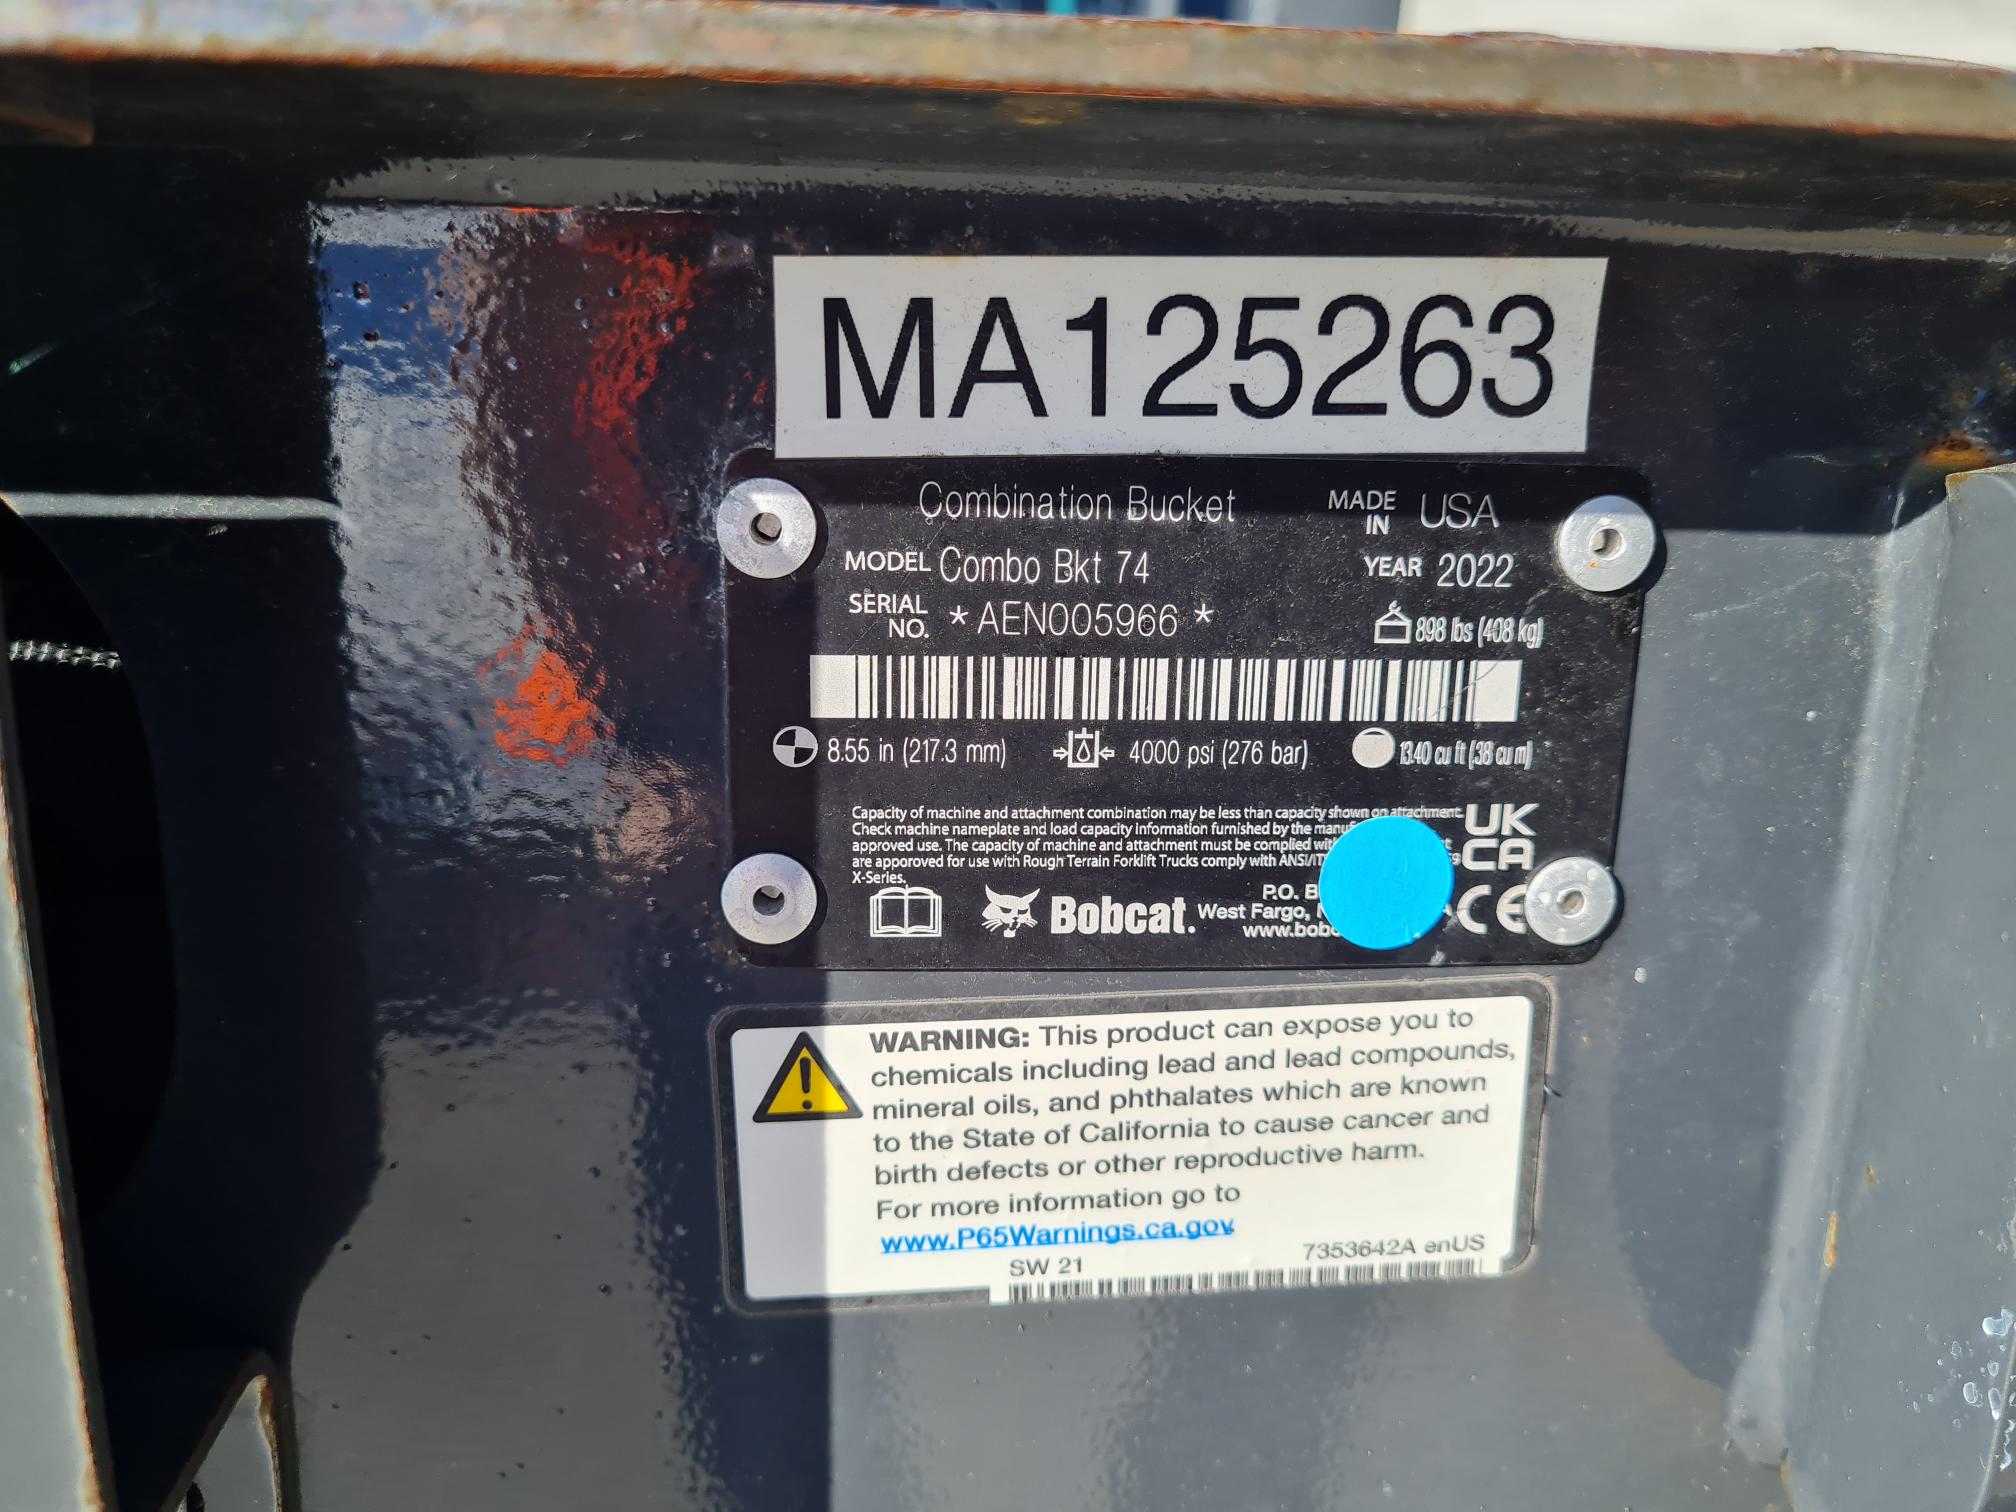 MA125263
Combination Bucket MADE IN USA
MODEL Combo Bkt 74 YEAR 2022
SERIAL NO. * AEN005966 * 898 lbs (408 kg)
8.55 in (217.3 mm) 4000 psi (276 bar) 13.40 cu ft (.38 cu m)
Capacity of machine and attachment combination may be less than capacity shown on attachment.
Check machine nameplate and load capacity information furnished by the
approved use. The capacity of machine and attachment must be complied
are apporoved for use with Rough Terrain Forklift Trucks comply with
X-Series.
UK
CA
Bobcat.
P.O.
West Fargo,
CE
WARNING: This product can expose you to
chemicals including lead and lead compounds,
mineral oils, and phthalates which are known
to the State of California to cause cancer and
birth defects or other reproductive harm.
For more information go to
www.P65Warnings.ca.gov
SW 21 7353642A enUS